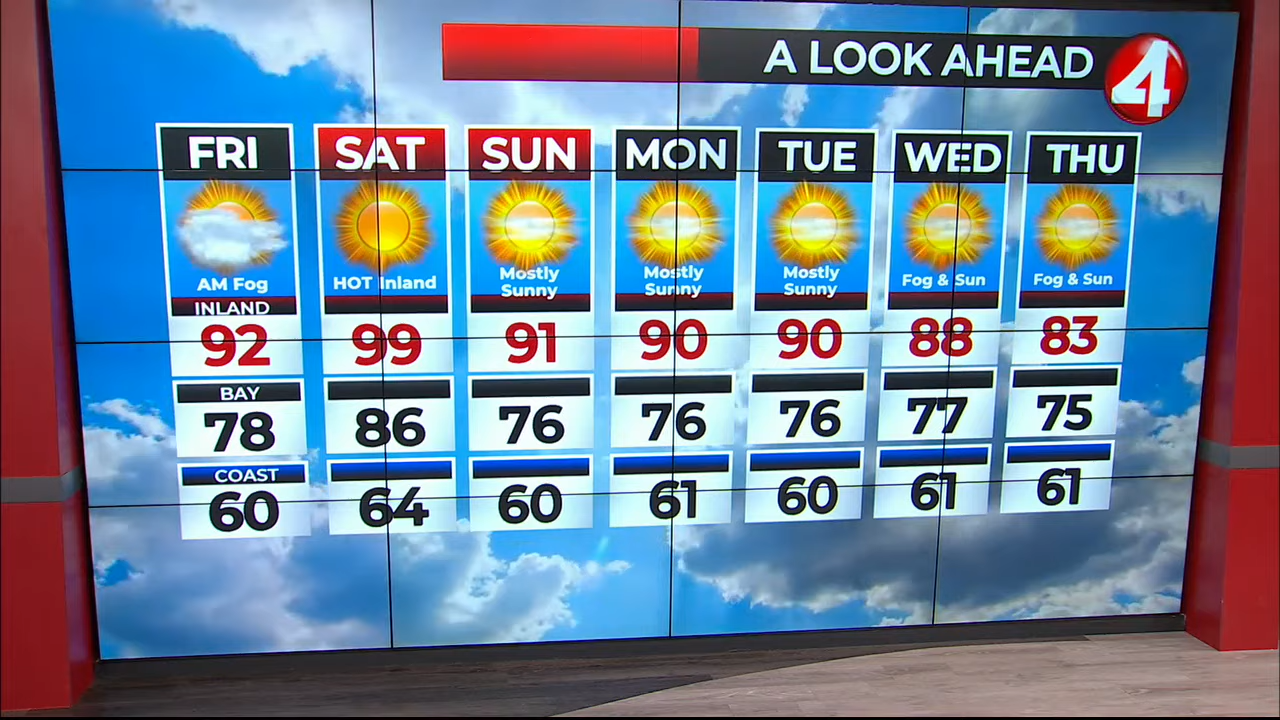 A LOOK AHEAD
4
FRI SAT SUN MON TUE WED THU
AM Fog HOT Inland Mostly Sunny Mostly Sunny Mostly Sunny Fog & Sun Fog & Sun
INLAND
92 99 91 90 90 88 83
BAY
78 86 76 76 76 77 75
COAST
60 64 60 61 60 61 61